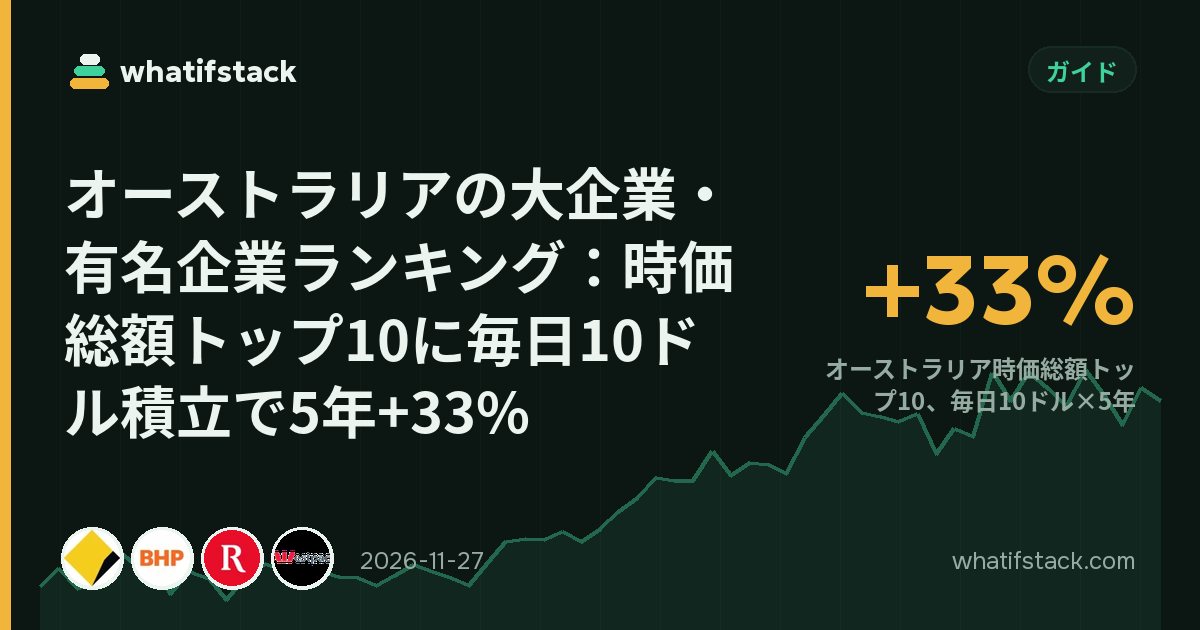 whatifstack
ガイド
オーストラリアの大企業・
有名企業ランキング：時価
総額トップ10に毎日10ド
ル積立で5年+33%
+33%
オーストラリア時価総額トッ
プ10、毎日10ドル×5年
BHP
R
2026-11-27
whatifstack.com